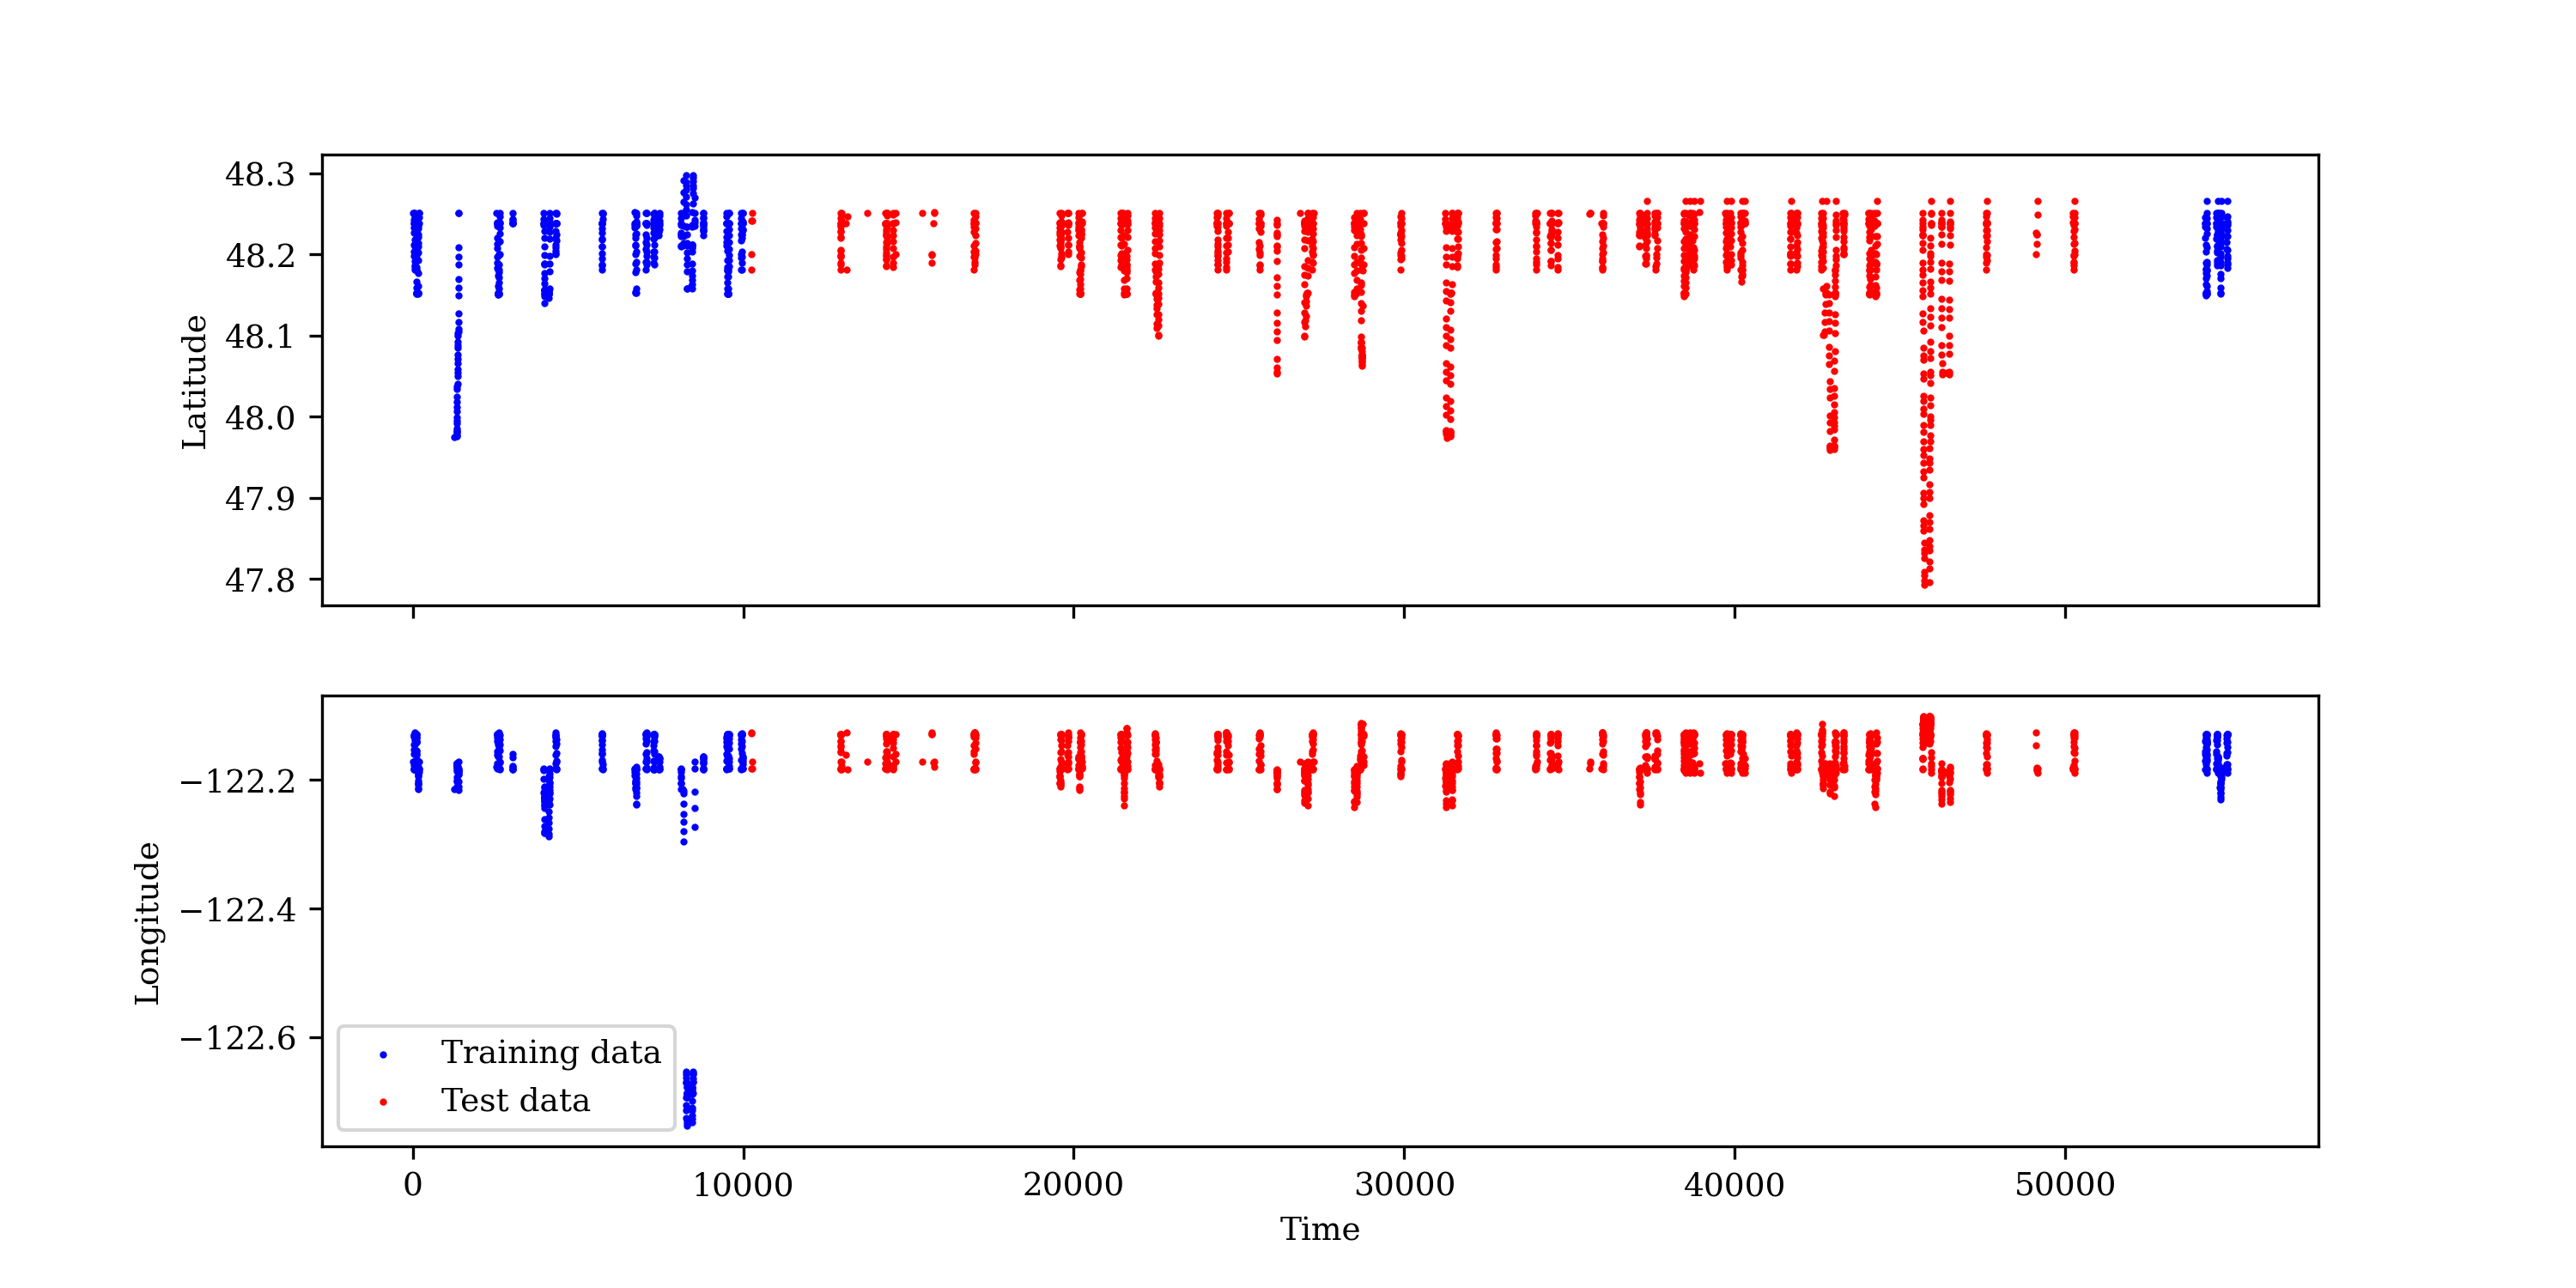 48.3
48.2
48.1
48.0
47.9
47.8
Latitude
−122.2
−122.4
−122.6
Longitude
Training data
Test data
0 10000 20000 30000 40000 50000
Time